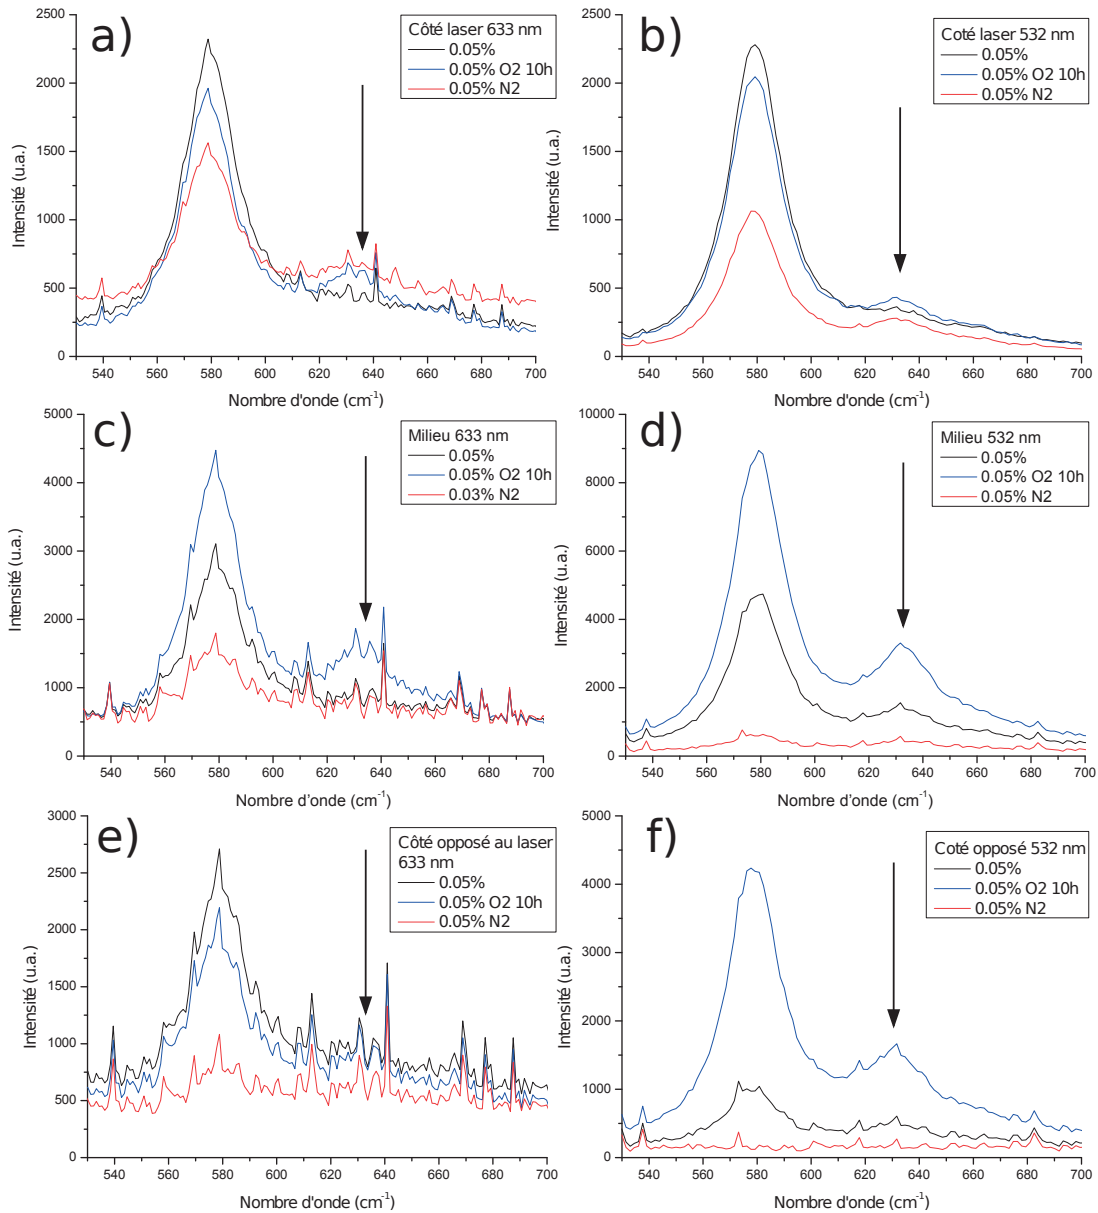 a)
Côté laser 633 nm
0.05%
0.05% O2 10h
0.05% N2
Intensité (u.a.)
2500
2000
1500
1000
500
0
540 560 580 600 620 640 660 680 700
Nombre d'onde (cm-1)
b)
Coté laser 532 nm
0.05%
0.05% O2 10h
0.05% N2
Intensité (u.a.)
2500
2000
1500
1000
500
0
540 560 580 600 620 640 660 680 700
Nombre d'onde (cm-1)
c)
Milieu 633 nm
0.05%
0.05% O2 10h
0.03% N2
Intensité (u.a.)
5000
4000
3000
2000
1000
0
540 560 580 600 620 640 660 680 700
Nombre d'onde (cm-1)
d)
Milieu 532 nm
0.05%
0.05% O2 10h
0.05% N2
Intensité (u.a.)
10000
8000
6000
4000
2000
0
540 560 580 600 620 640 660 680 700
Nombre d'onde (cm-1)
e)
Côté opposé au laser
633 nm
0.05%
0.05% O2 10h
0.05% N2
Intensité (u.a.)
3000
2500
2000
1500
1000
500
0
540 560 580 600 620 640 660 680 700
Nombre d'onde (cm-1)
f)
Coté opposé 532 nm
0.05%
0.05% O2 10h
0.05% N2
Intensité (u.a.)
5000
4000
3000
2000
1000
0
540 560 580 600 620 640 660 680 700
Nombre d'onde (cm-1)